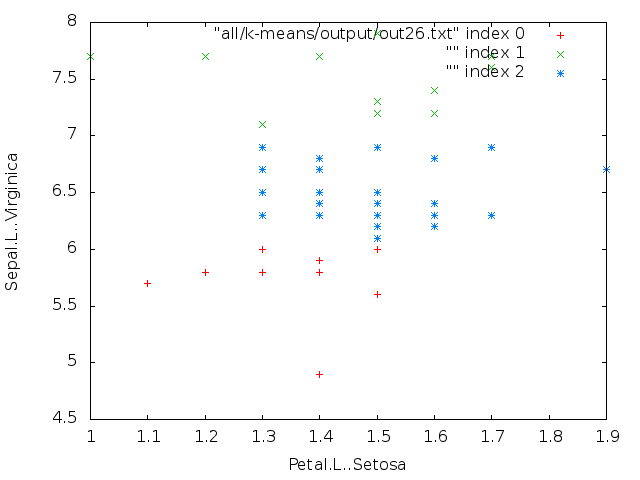 "all/k-means/output/out26.txt" index 0
"" index 1
"" index 2
8
7.5
7
6.5
6
5.5
5
4.5
Sepal.L..Virginica
1 1.1 1.2 1.3 1.4 1.5 1.6 1.7 1.8 1.9
Petal.L..Setosa